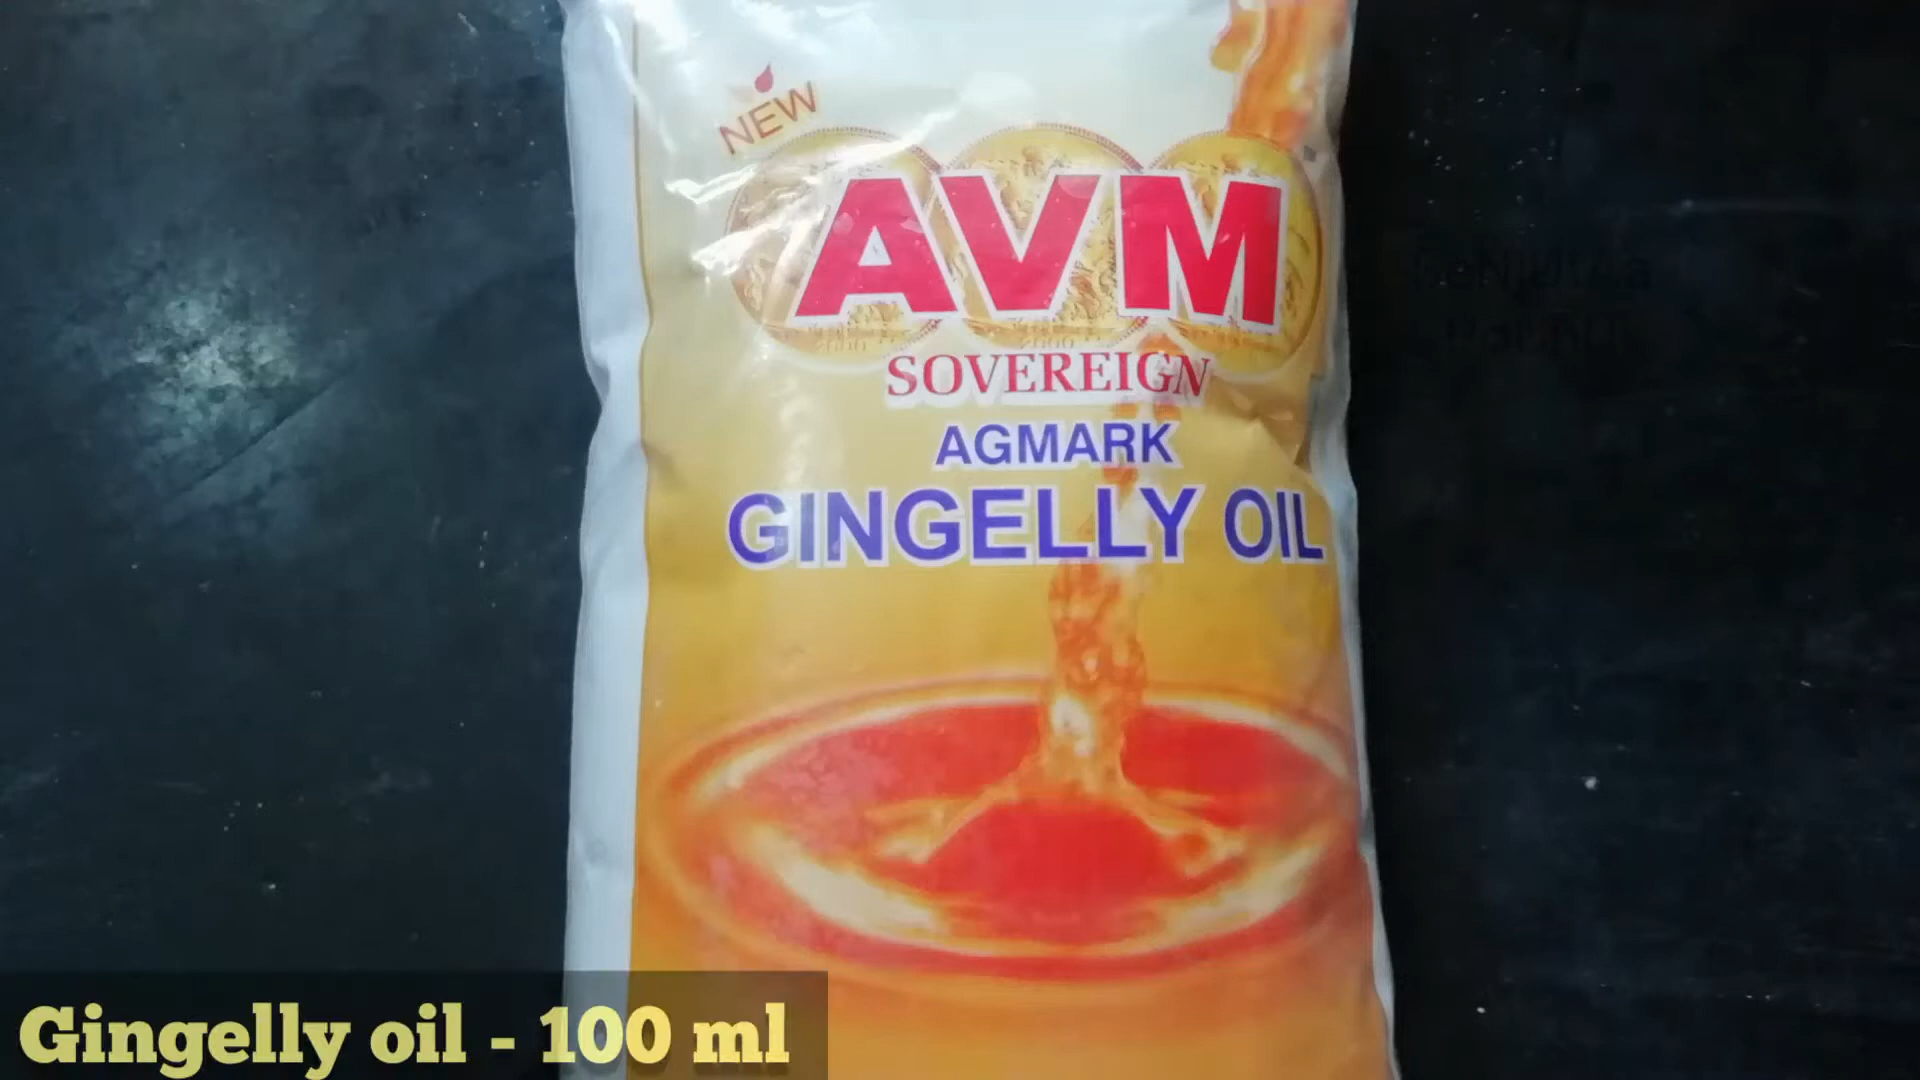 NEW
AVM
SOVEREIGN
AGMARK
GINGELLY OIL
Gingelly oil - 100 ml